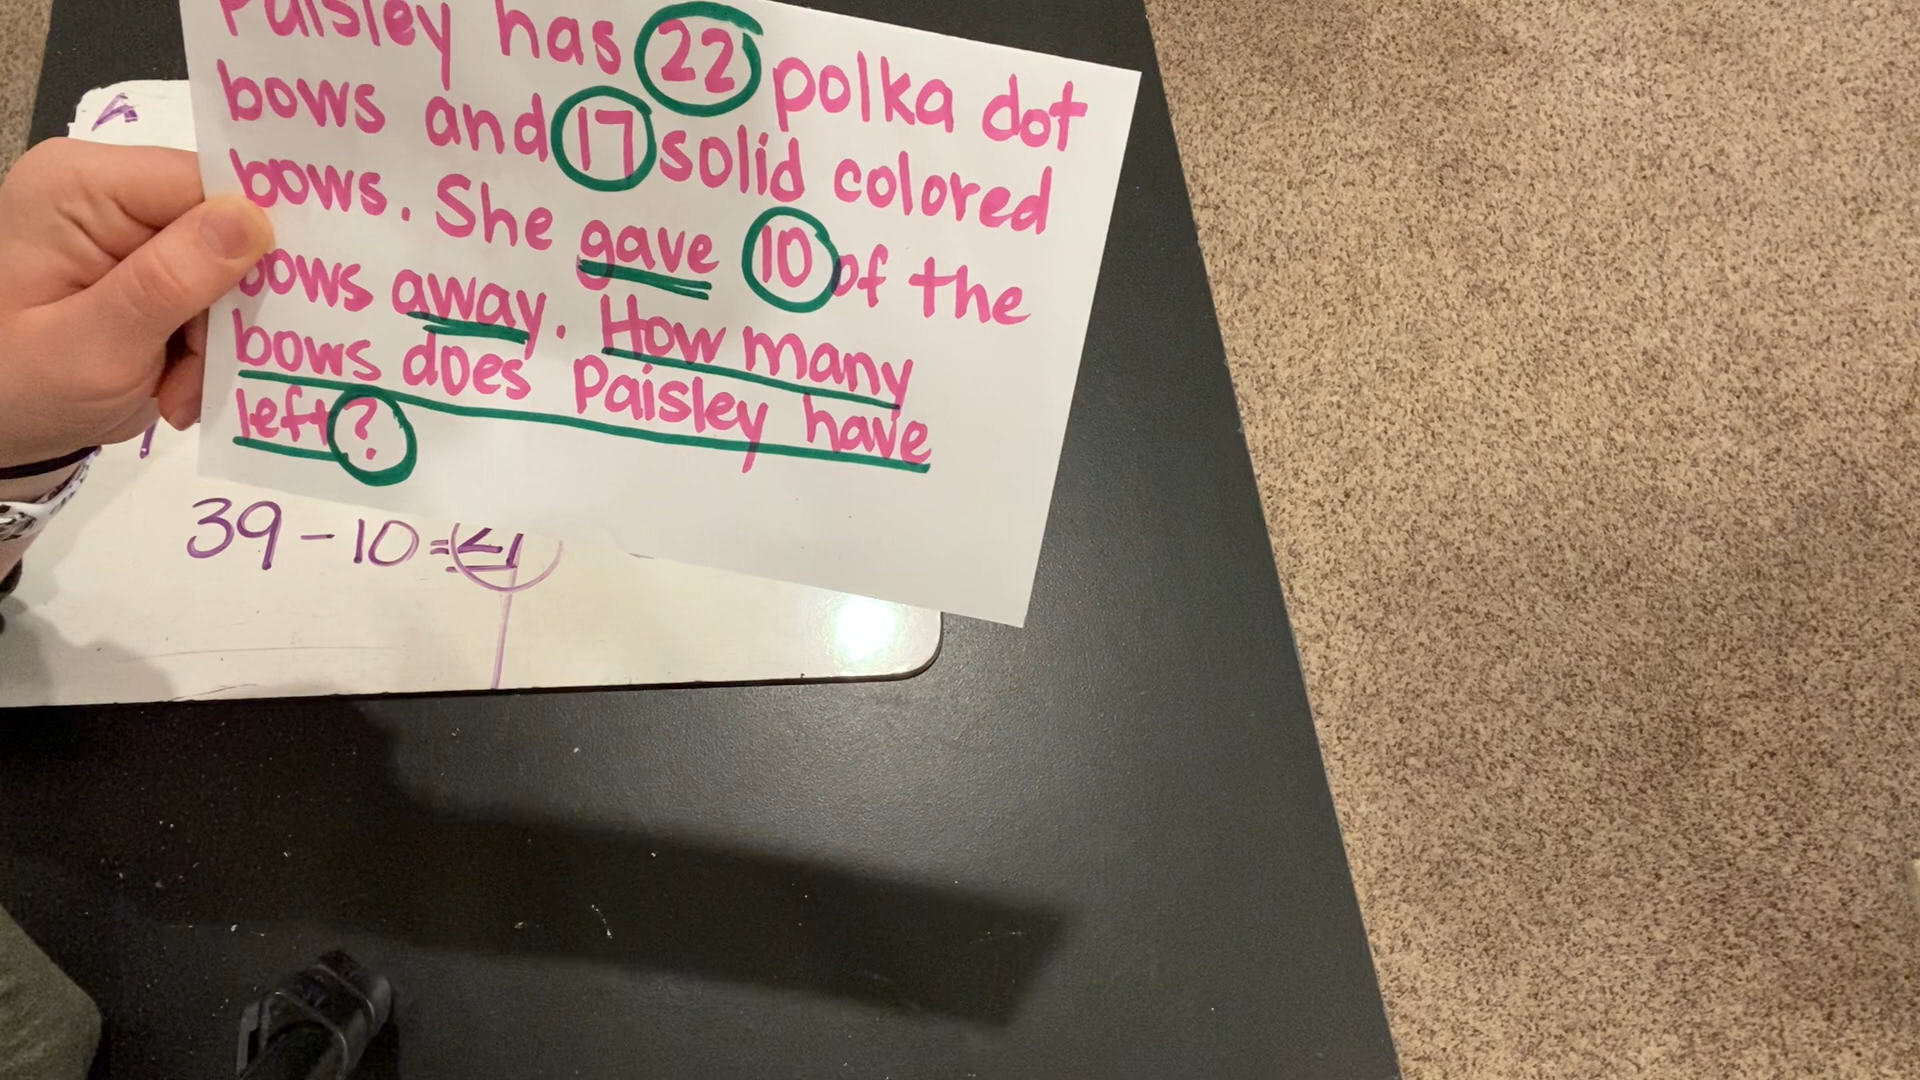 Paisley has 22 polka dot
bows and 17 solid colored
bows. She gave 10 of the
bows away. How many
bows does Paisley have
left?
39 - 10 =